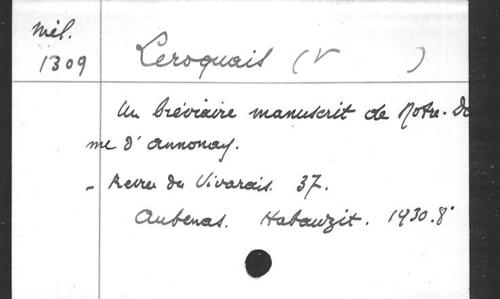 Mél.
1309
Leroquais (V )
Un bréviaire manuscrit de Notre-Da
me d'Annonay.
- Revue du Vivarais. 37.
Aubenas. Habauzit. 1930. 8°